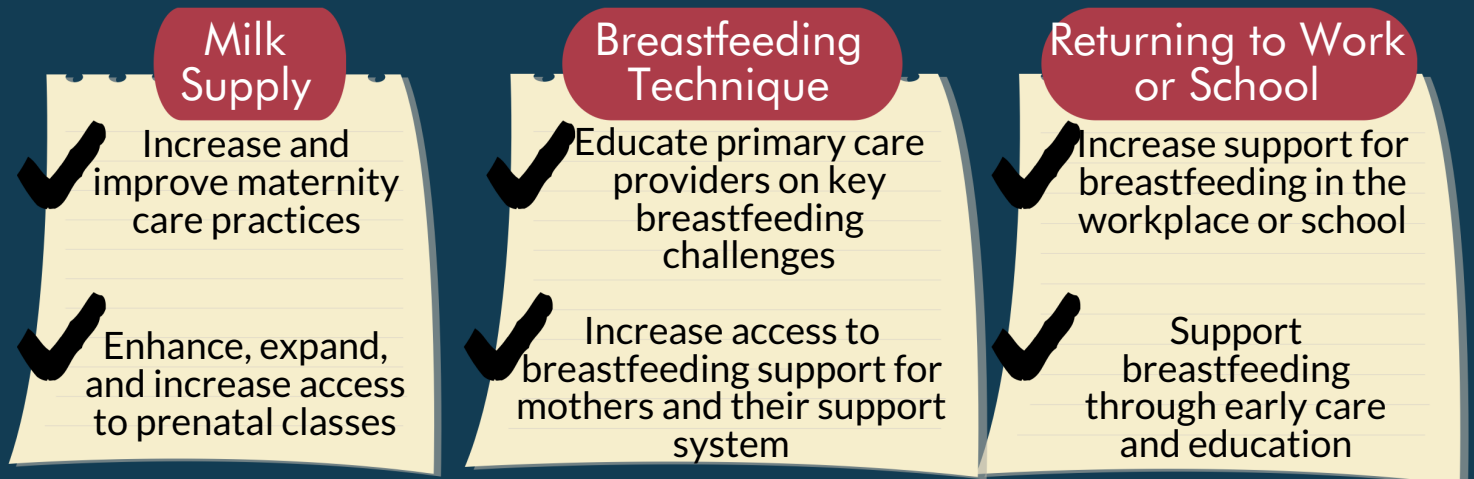 Milk
Supply
Increase and
improve maternity
care practices
Enhance, expand,
and increase access
to prenatal classes
Breastfeeding
Technique
Educate primary care
providers on key
breastfeeding
challenges
Increase access to
breastfeeding support for
mothers and their support
system
Returning to Work
or School
Increase support for
breastfeeding in the
workplace or school
Support
breastfeeding
through early care
and education